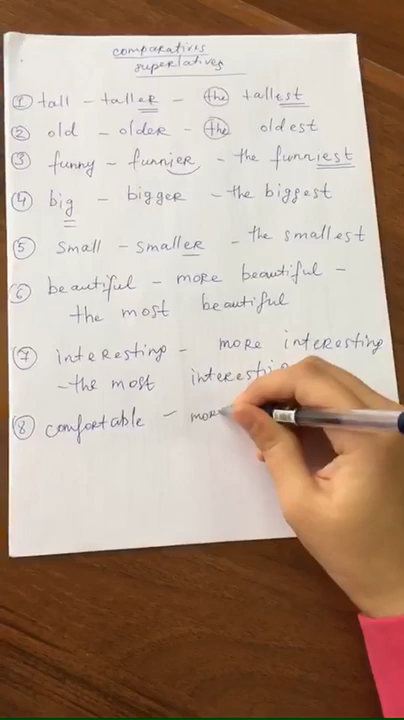 comparatives
superlatives
① tall - taller - the tallest
② old - older - the oldest
③ funny - funnier - the funniest
④ big - bigger - the biggest
⑤ small - smaller - the smallest
⑥ beautiful - more beautiful -
the most beautiful
⑦ interesting - more interesting
- the most
⑧ comfortable -